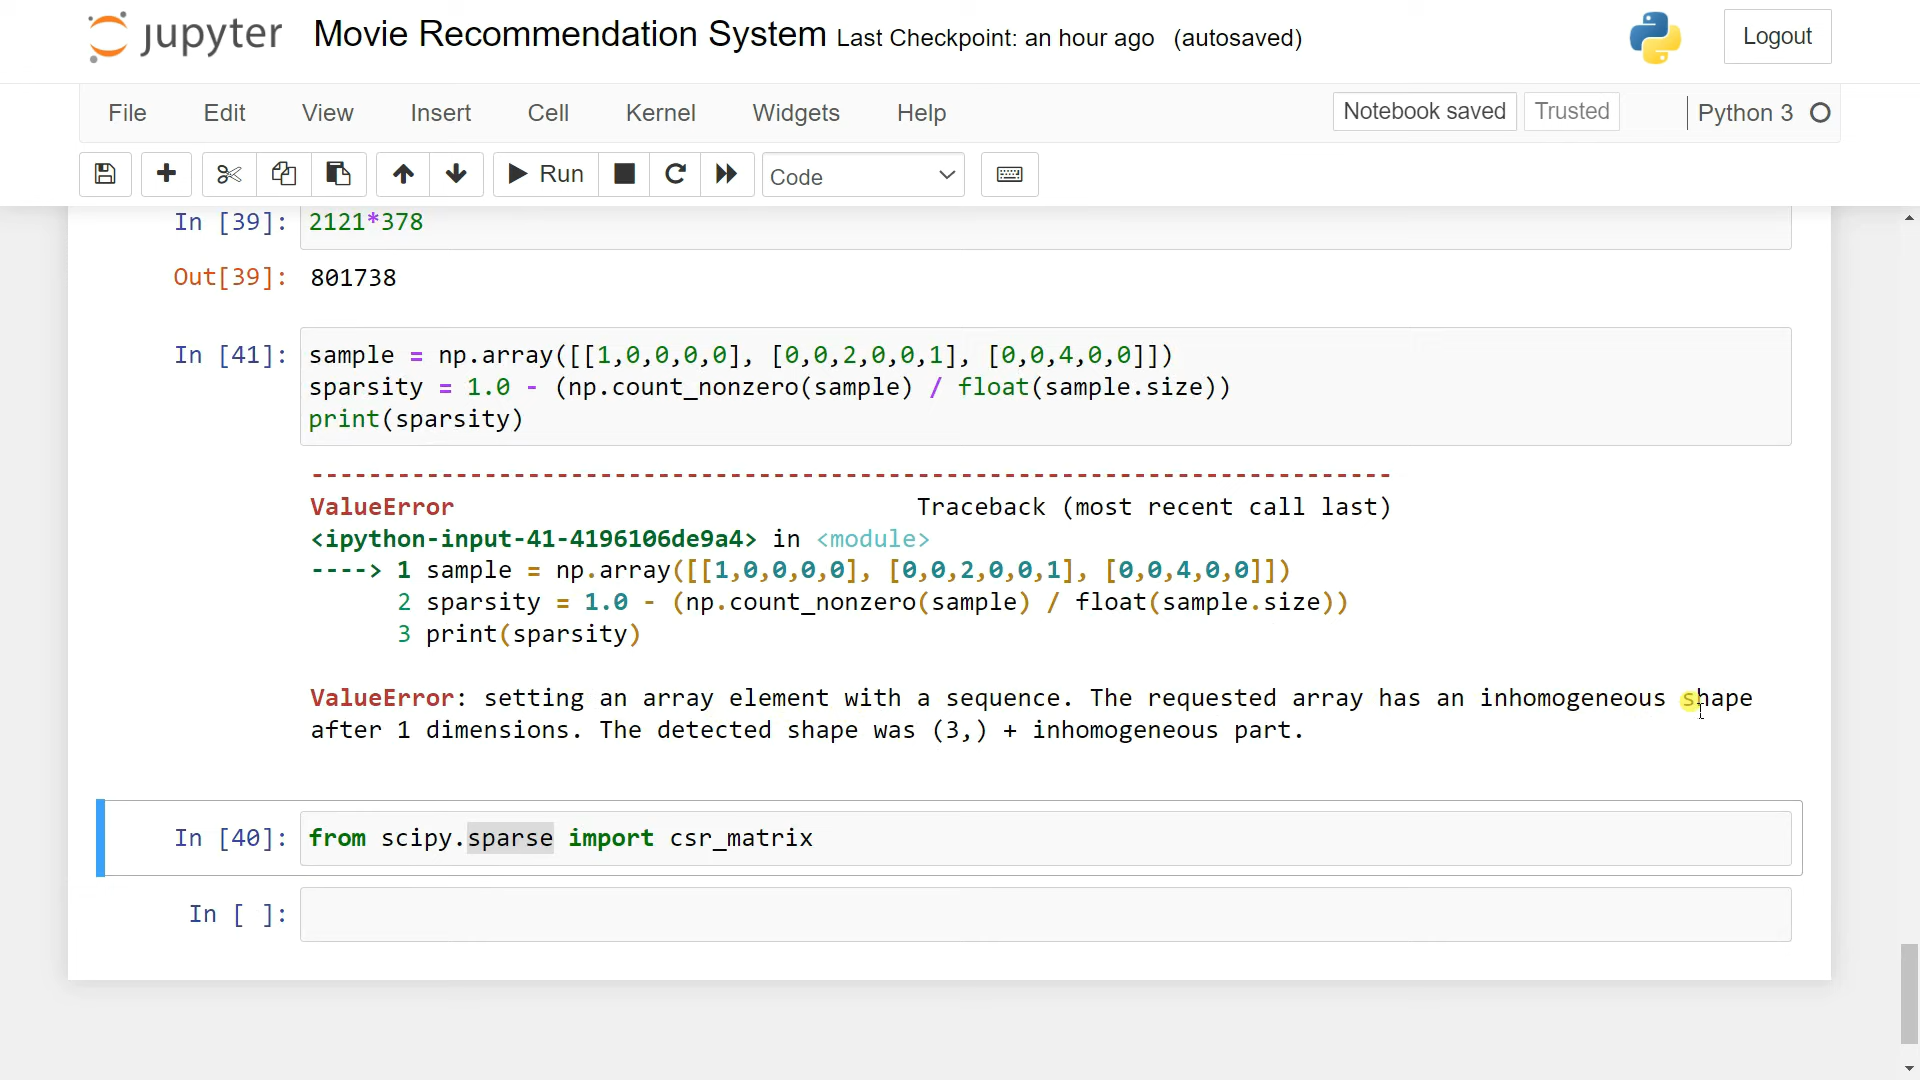 jupyter Movie Recommendation System Last Checkpoint: an hour ago (autosaved) Logout
File Edit View Insert Cell Kernel Widgets Help Notebook saved Trusted Python 3
Run Code
In [39]: 2121*378
Out[39]: 801738
In [41]: sample = np.array([[1,0,0,0,0], [0,0,2,0,0,1], [0,0,4,0,0]])
sparsity = 1.0 - (np.count_nonzero(sample) / float(sample.size))
print(sparsity)
---------------------------------------------------------------------------
ValueError Traceback (most recent call last)
<ipython-input-41-4196106de9a4> in <module>
----> 1 sample = np.array([[1,0,0,0,0], [0,0,2,0,0,1], [0,0,4,0,0]])
2 sparsity = 1.0 - (np.count_nonzero(sample) / float(sample.size))
3 print(sparsity)
ValueError: setting an array element with a sequence. The requested array has an inhomogeneous shape
after 1 dimensions. The detected shape was (3,) + inhomogeneous part.
In [40]: from scipy.sparse import csr_matrix
In [ ]: